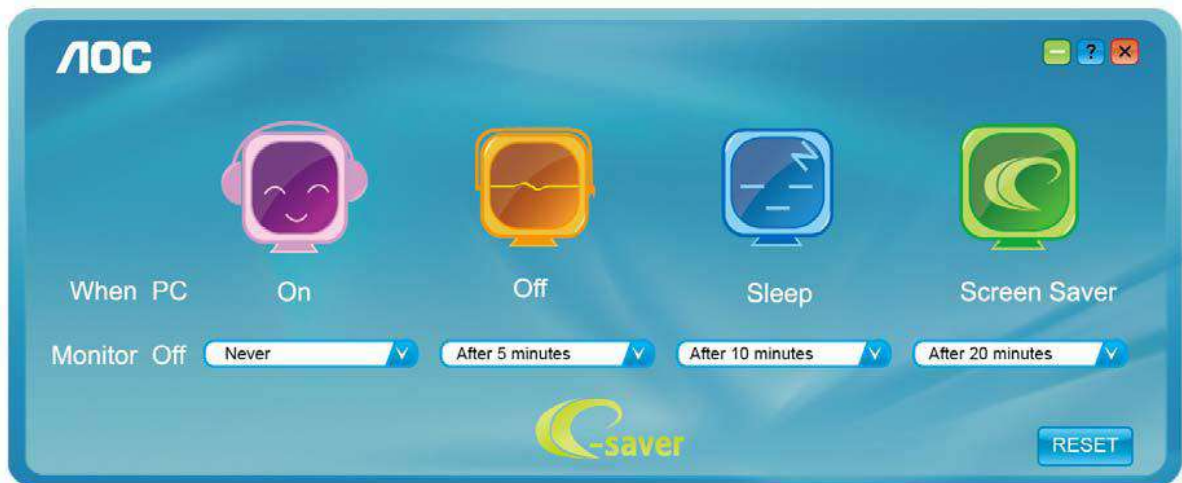 AOC
?
When PC On Off Sleep Screen Saver
Monitor Off Never After 5 minutes After 10 minutes After 20 minutes
e-saver
RESET